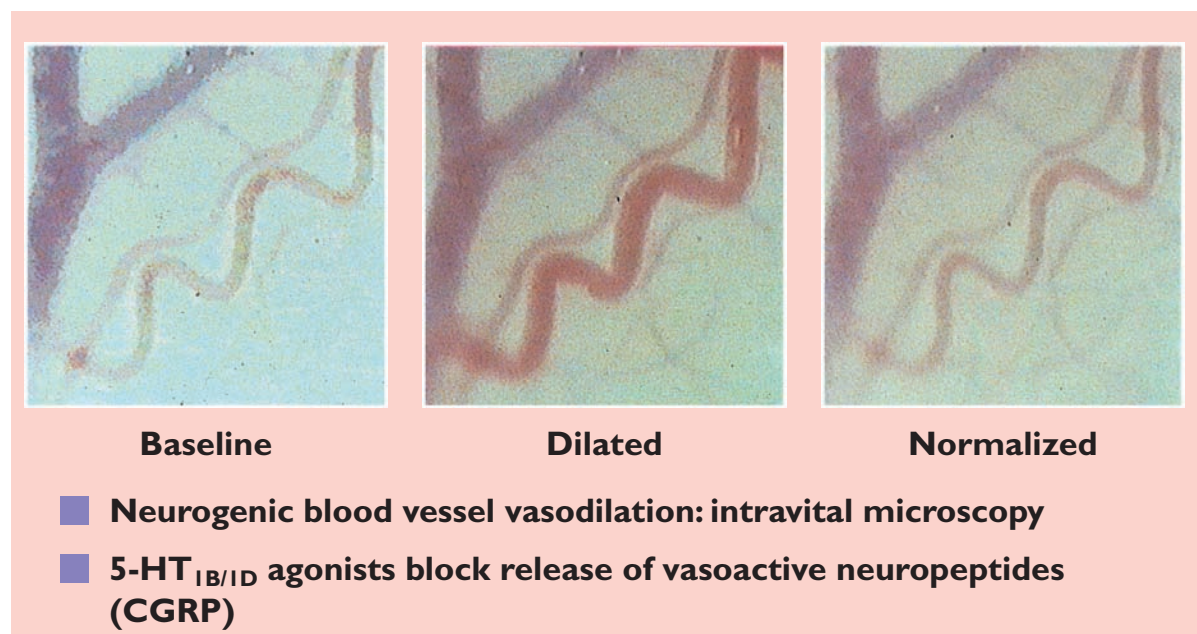 Baseline Dilated Normalized
Neurogenic blood vessel vasodilation: intravital microscopy
5-HT1B/1D agonists block release of vasoactive neuropeptides
(CGRP)